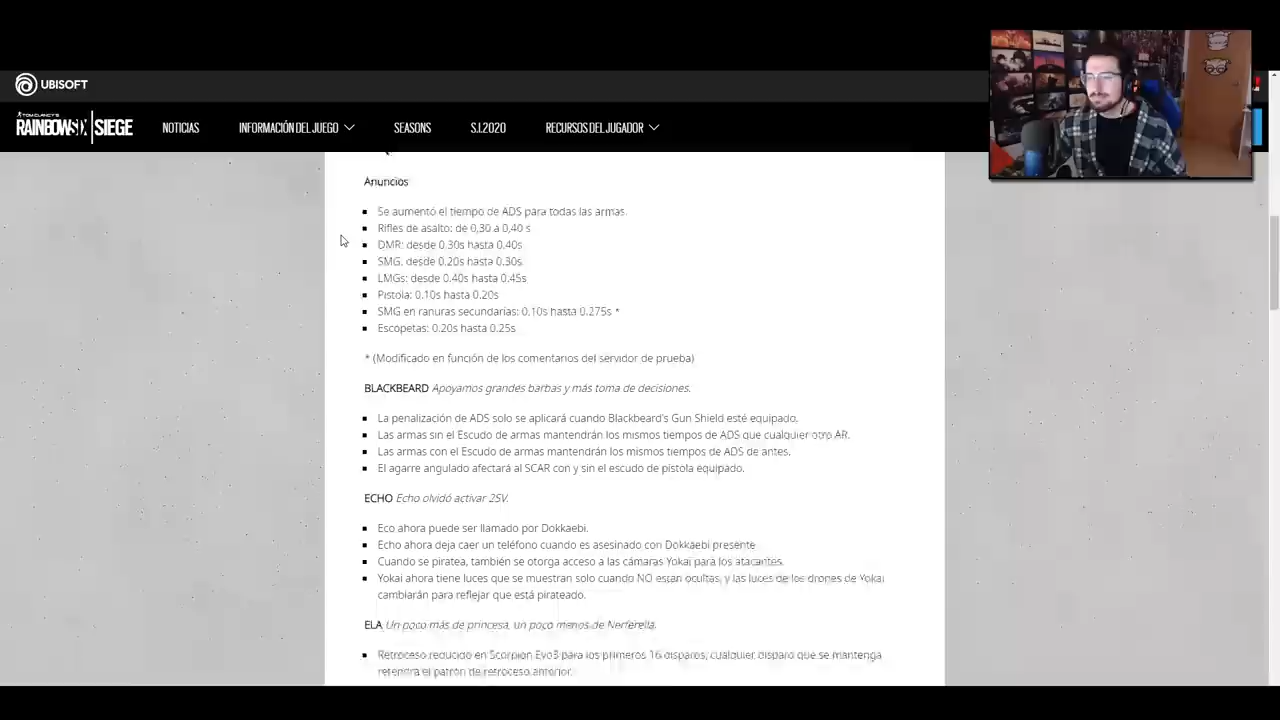 UBISOFT
TOM CLANCY'S
RAINBOW SIX | SIEGE
NOTICIAS
INFORMACIÓN DEL JUEGO
SEASONS
S.I.2020
RECURSOS DEL JUGADOR
Anuncios
Se aumentó el tiempo de ADS para todas las armas.
Rifles de asalto: de 0,30 a 0,40 s
DMR: desde 0.30s hasta 0.40s
SMG: desde 0.20s hasta 0.30s
LMGs: desde 0.40s hasta 0.45s
Pistola: 0.10s hasta 0.20s
SMG en ranuras secundarias: 0.10s hasta 0.275s *
Escopetas: 0.20s hasta 0.25s
* (Modificado en función de los comentarios del servidor de prueba)
BLACKBEARD Apoyamos grandes barbas y más toma de decisiones.
La penalización de ADS solo se aplicará cuando Blackbeard's Gun Shield esté equipado.
Las armas sin el Escudo de armas mantendrán los mismos tiempos de ADS que cualquier otro AR.
Las armas con el Escudo de armas mantendrán los mismos tiempos de ADS de antes.
El agarre angulado afectará al SCAR con y sin el escudo de pistola equipado.
ECHO Echo olvidó activar 2SV.
Eco ahora puede ser llamado por Dokkaebi.
Echo ahora deja caer un teléfono cuando es asesinado con Dokkaebi presente
Cuando se piratea, también se otorga acceso a las cámaras Yokai para los atacantes.
Yokai ahora tiene luces que se muestran solo cuando NO están ocultas, y las luces de los drones de Yokai
cambiarán para reflejar que está pirateado.
ELA Un poco más de princesa, un poco menos de Nerferella.
Retroceso reducido en Scorpion Evo3 para los primeros 16 disparos, cualquier disparo que se mantenga
retendrá el patrón de retroceso anterior.